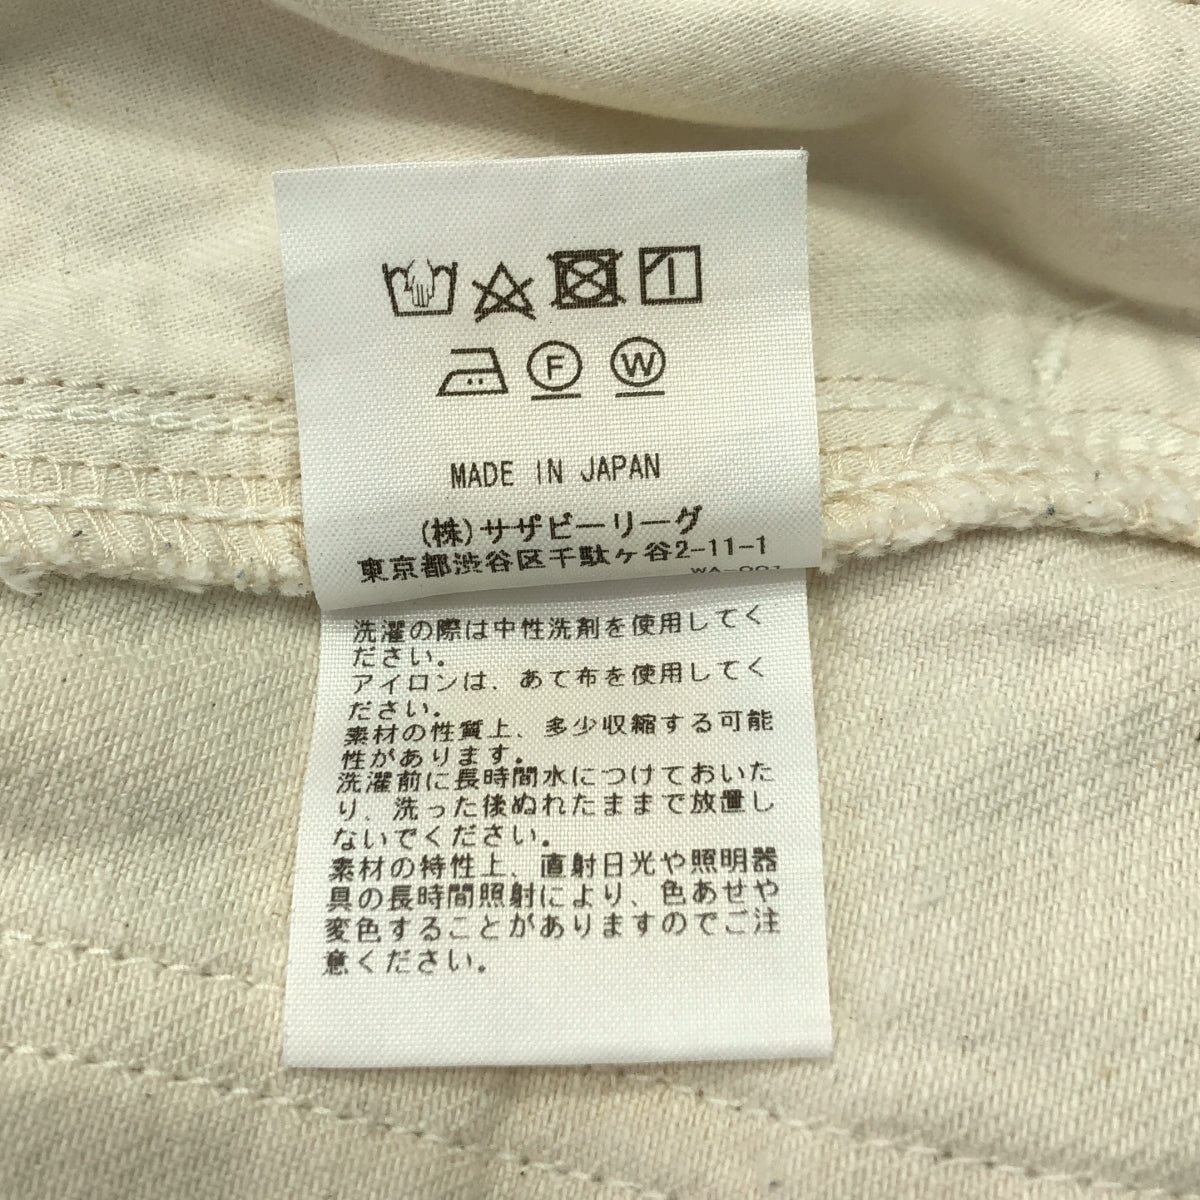 F W
MADE IN JAPAN
(株)サザビーリーグ
東京都渋谷区千駄ケ谷2-11-1
WA-001
洗濯の際は中性洗剤を使用してく
ださい。
アイロンは、あて布を使用してく
ださい。
素材の性質上、多少収縮する可能
性があります。
洗濯前に長時間水につけておいた
り、洗った後ぬれたままで放置し
ないでください。
素材の特性上、直射日光や照明器
具の長時間照射により、色あせや
変色することがありますのでご注
意ください。